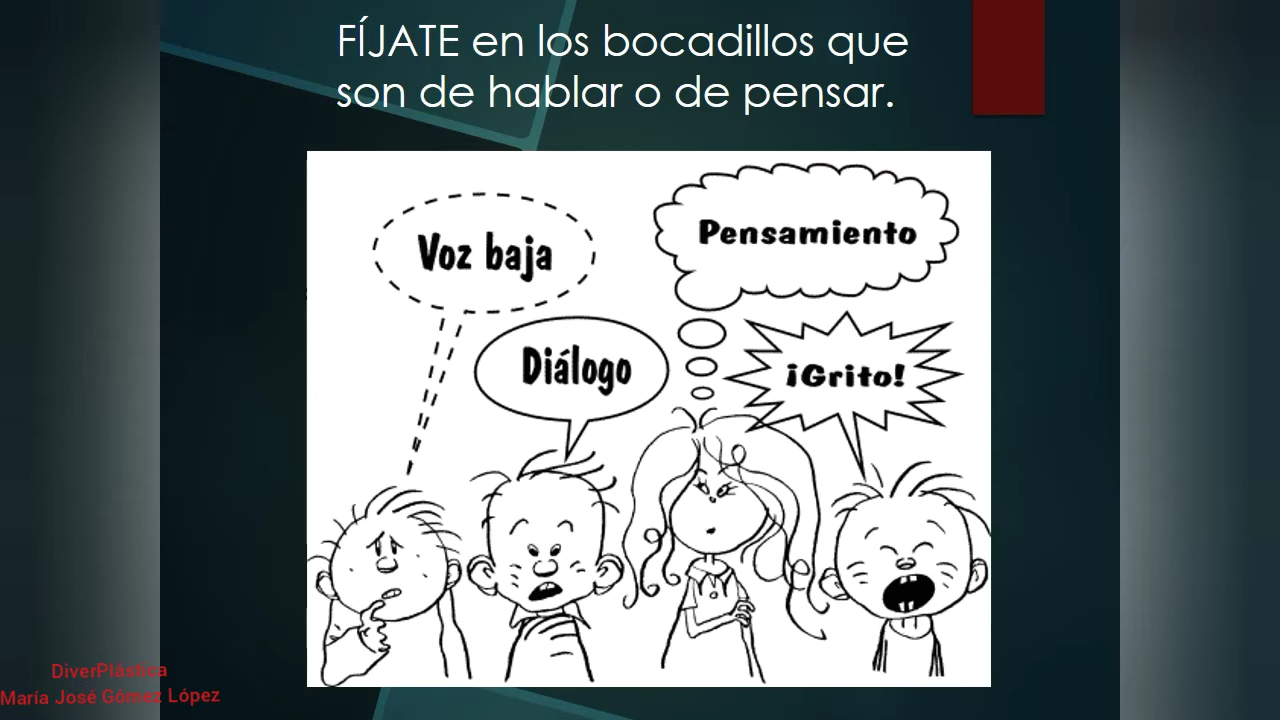 FÍJATE en los bocadillos que
son de hablar o de pensar.
Voz baja
Pensamiento
Diálogo
¡Grito!
DiverPlástica
María José Gómez López